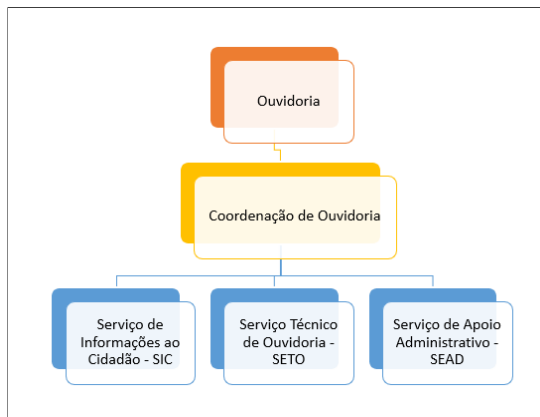 Ouvidoria
Coordenação de Ouvidoria
Serviço de
Informações ao
Cidadão - SIC
Serviço Técnico
de Ouvidoria -
SETO
Serviço de Apoio
Administrativo -
SEAD